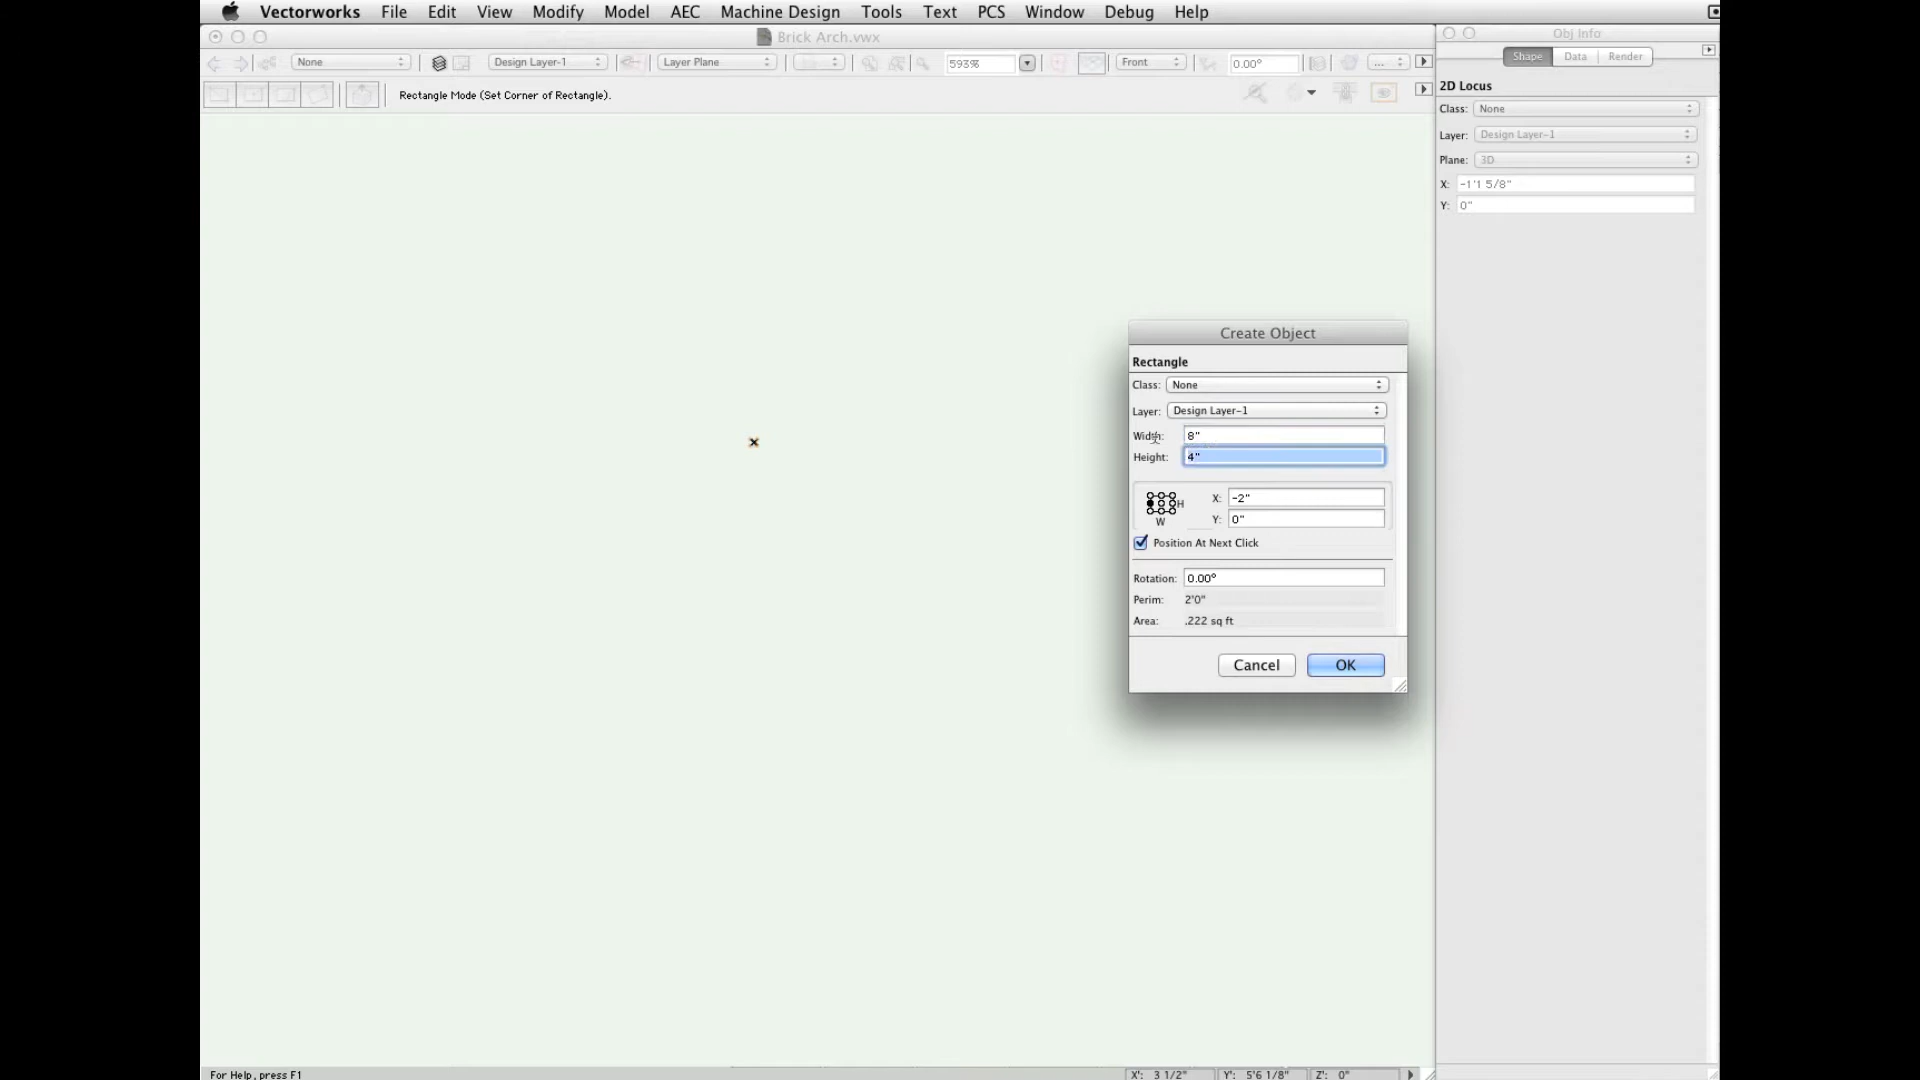 Vectorworks File Edit View Modify Model AEC Machine Design Tools Text PCS Window Debug Help
Brick Arch.vwx
None Design Layer-1 Layer Plane 593% Front 0.00° ...
Rectangle Mode (Set Corner of Rectangle).
Obj Info
Shape Data Render
2D Locus
Class: None
Layer: Design Layer-1
Plane: 3D
X: -1'1 5/8"
Y: 0"
Create Object
Rectangle
Class: None
Layer: Design Layer-1
Width: 8"
Height: 4"
H X: -2"
W Y: 0"
Position At Next Click
Rotation: 0.00°
Perim: 2'0"
Area: .222 sq ft
Cancel OK
For Help, press F1 X': 3 1/2" Y': 5'6 1/8" Z': 0"